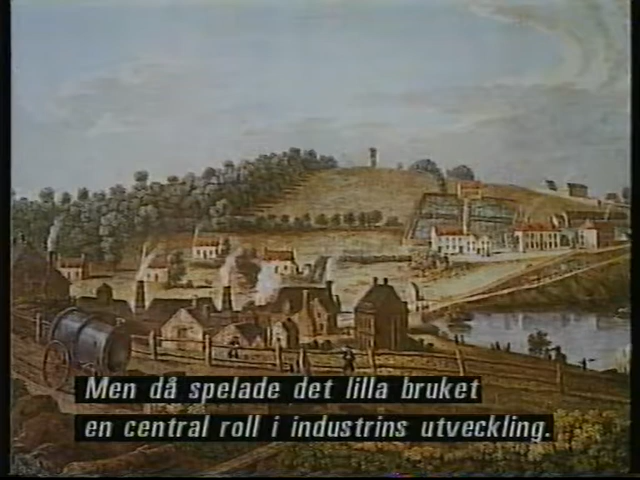 Men då spelade det lilla bruket
en central roll i industrins utveckling.